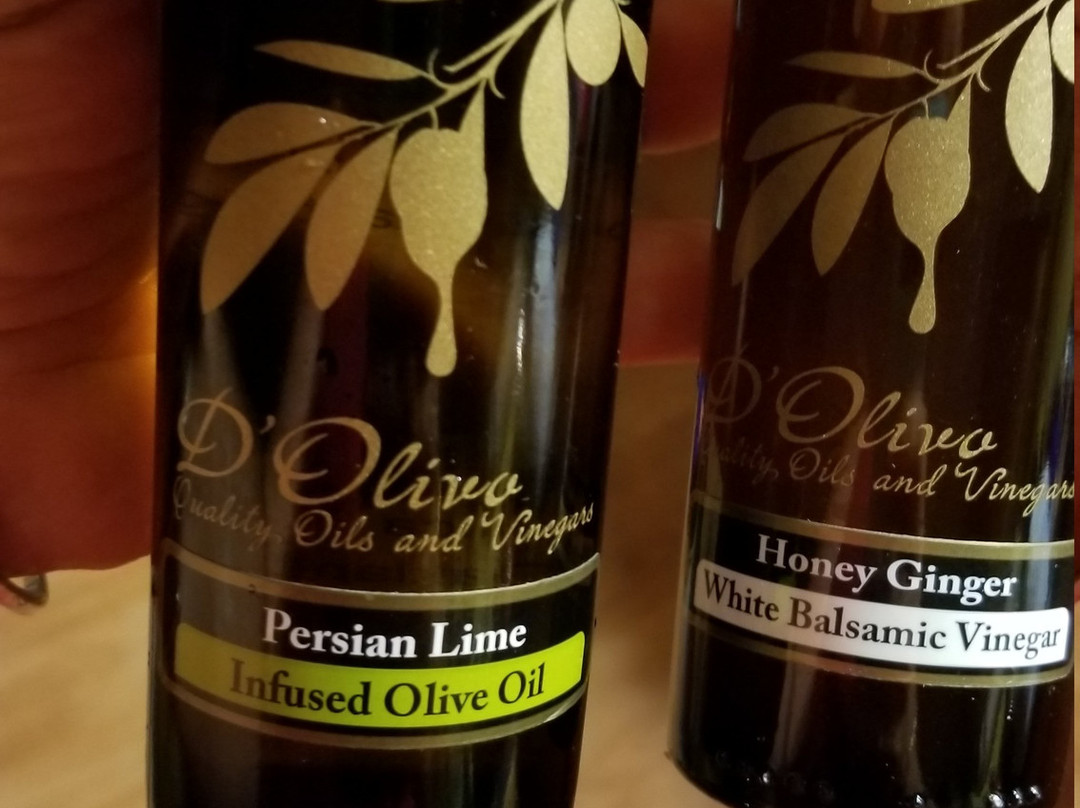 D'Olivo
Quality, Oils and Vinegars
Persian Lime
Infused Olive Oil
D'Olivo
Quality, Oils and Vinegars
Honey Ginger
White Balsamic Vinegar